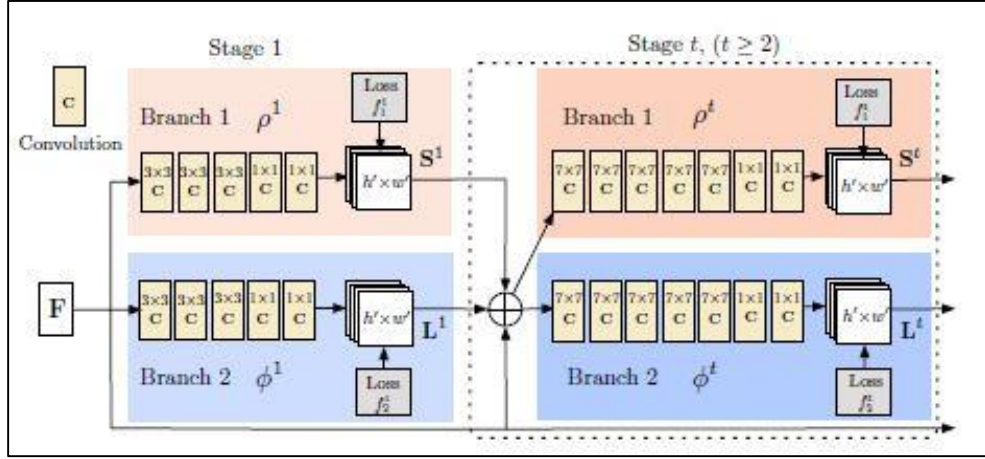 Stage 1
Stage t, (t ≥ 2)
C
Convolution
Branch 1 ρ¹
Loss
f₁¹
3×3 C 3×3 C 3×3 C 1×1 C 1×1 C
h′×w′
S¹
Branch 1 ρᵗ
Loss
7×7 C 7×7 C 7×7 C 7×7 C 7×7 C 1×1 C 1×1 C
h′×w′
Sᵗ
F
3×3 C 3×3 C 3×3 C 1×1 C 1×1 C
h′×w′
L¹
Branch 2 ϕ¹
Loss
7×7 C 7×7 C 7×7 C 7×7 C 7×7 C 1×1 C 1×1 C
h′×w′
Lᵗ
Branch 2 ϕᵗ
Loss